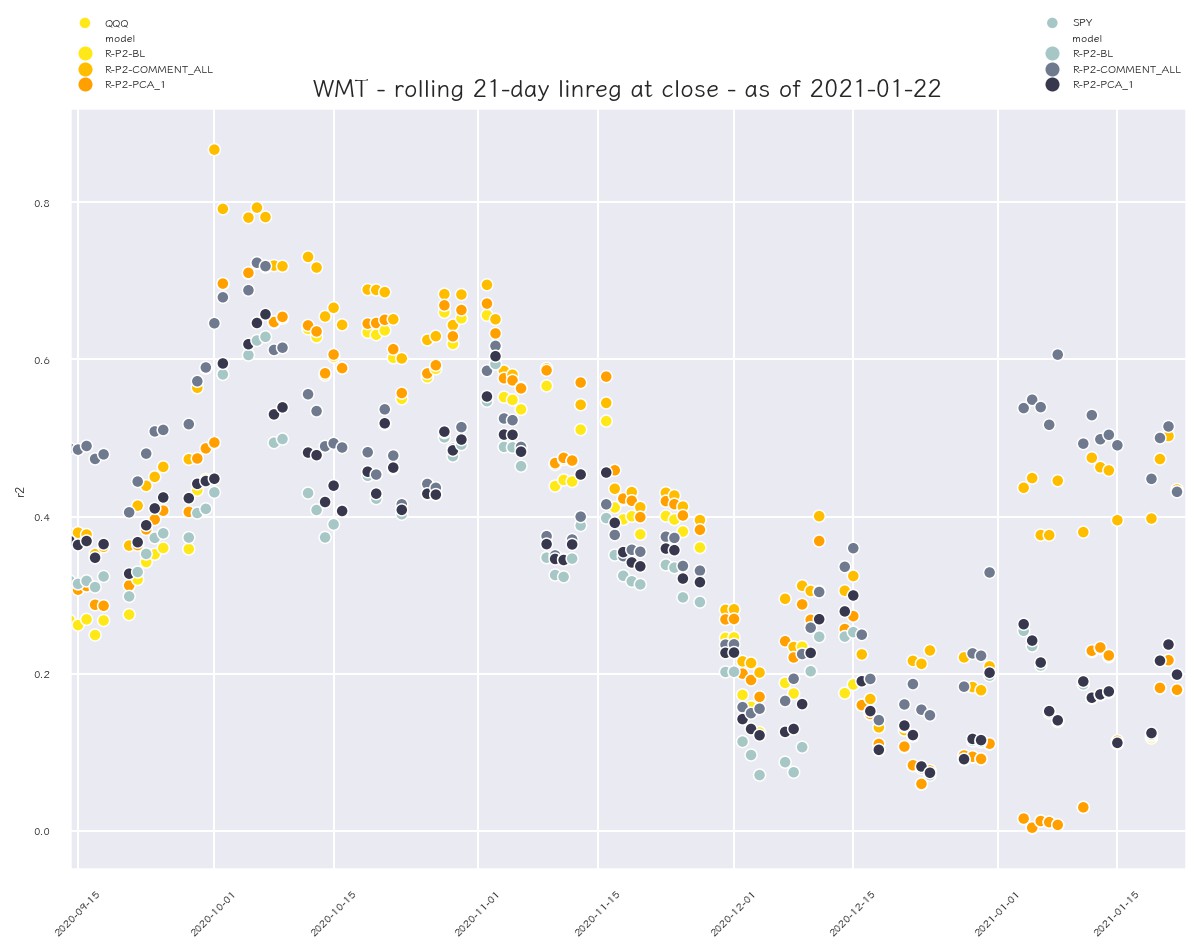 QQQ
model
R-P2-BL
R-P2-COMMENT_ALL
R-P2-PCA_1
SPY
model
R-P2-BL
R-P2-COMMENT_ALL
R-P2-PCA_1
WMT - rolling 21-day linreg at close - as of 2021-01-22
0.8
0.6
0.4
0.2
0.0
r2
2020-09-15
2020-10-01
2020-10-15
2020-11-01
2020-11-15
2020-12-01
2020-12-15
2021-01-01
2021-01-15